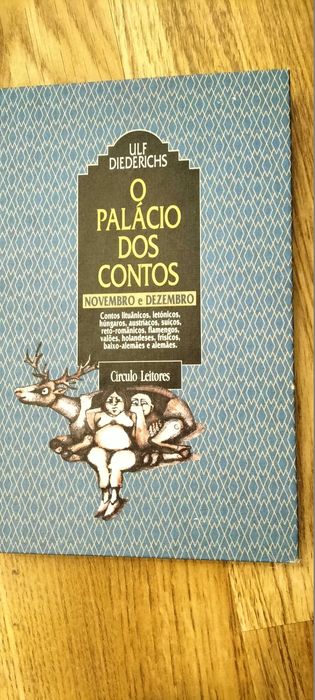 ULF
DIEDERICHS
O
PALÁCIO
DOS
CONTOS
NOVEMBRO e DEZEMBRO
Contos lituânicos, letónicos,
húngaros, austríacos, suíços,
reto-românicos, flamengos,
valões, holandeses, frísicos,
baixo-alemães e alemães.
Círculo Leitores